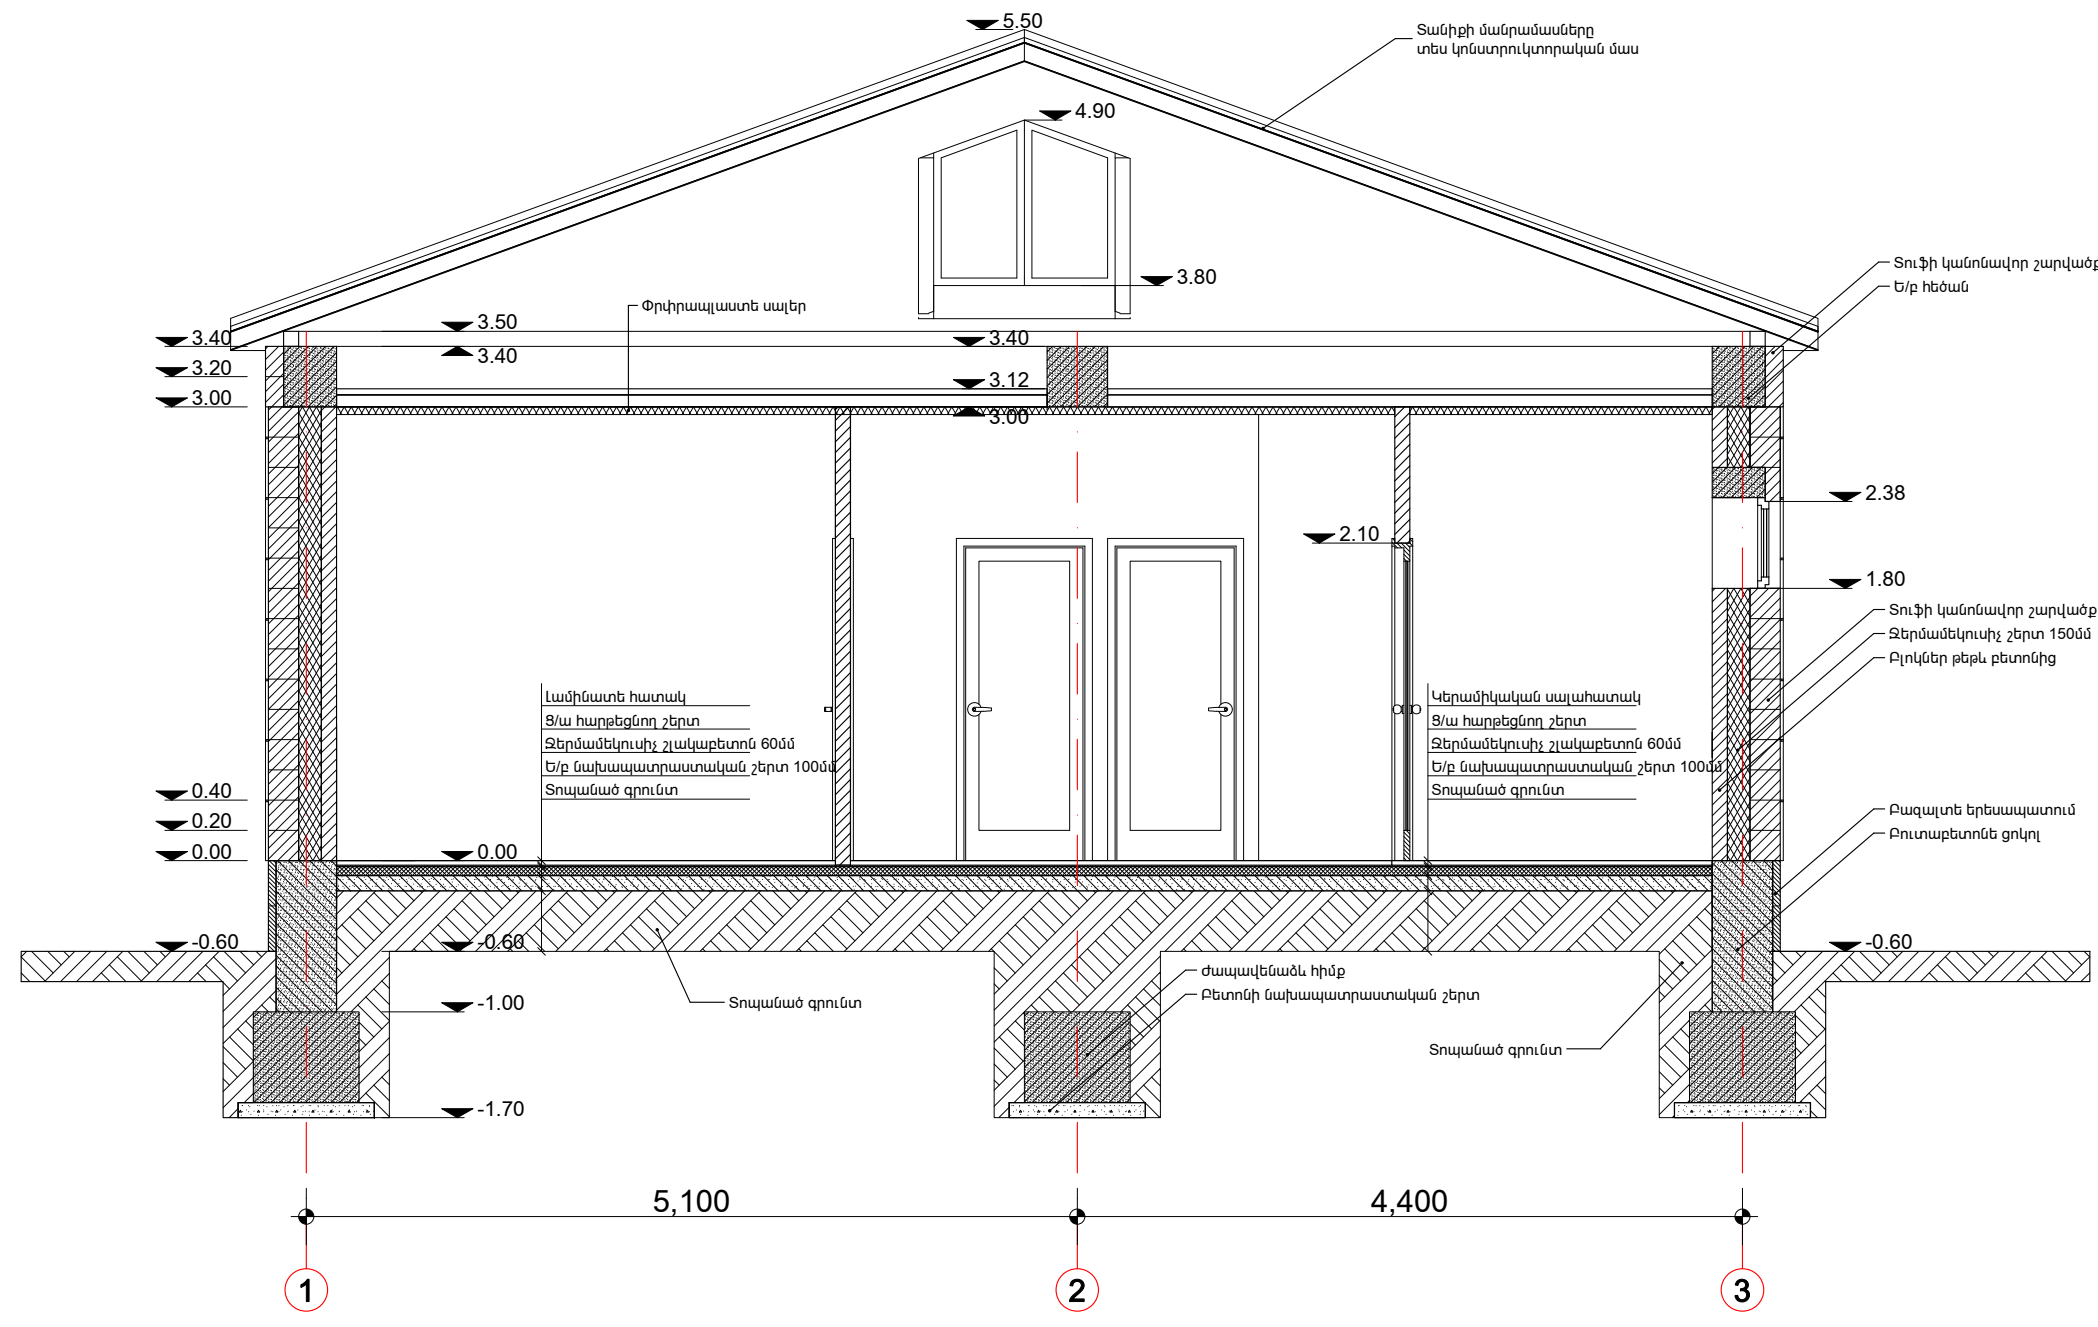 5.50
Տանիքի մանրամասները
տես կոնստրուկտորական մաս
4.90
3.80
Տուֆի կանոնավոր շարվածք
Ե/բ հեծան
Փրփրապլաստե սալեր
3.50
3.40
3.40
3.40
3.20
3.12
3.00
3.00
2.38
2.10
1.80
Տուֆի կանոնավոր շարվածք
Ջերմամեկուսիչ շերտ 150մմ
Բլոկներ թեթև բետոնից
Լամինատե հատակ
Ց/ա հարթեցնող շերտ
Ջերմամեկուսիչ շլակաբետոն 60մմ
Ե/բ նախապատրաստական շերտ 100մմ
Տոպանած գրունտ
Կերամիկական սալահատակ
Ց/ա հարթեցնող շերտ
Ջերմամեկուսիչ շլակաբետոն 60մմ
Ե/բ նախապատրաստական շերտ 100մմ
Տոպանած գրունտ
0.40
0.20
0.00
0.00
Բազալտե երեսապատում
Բուտաբետոնե ցոկոլ
-0.60
-0.60
-0.60
Ժապավենաձև հիմք
Բետոնի նախապատրաստական շերտ
Տոպանած գրունտ
-1.00
Տոպանած գրունտ
-1.70
5,100
4,400
1
2
3